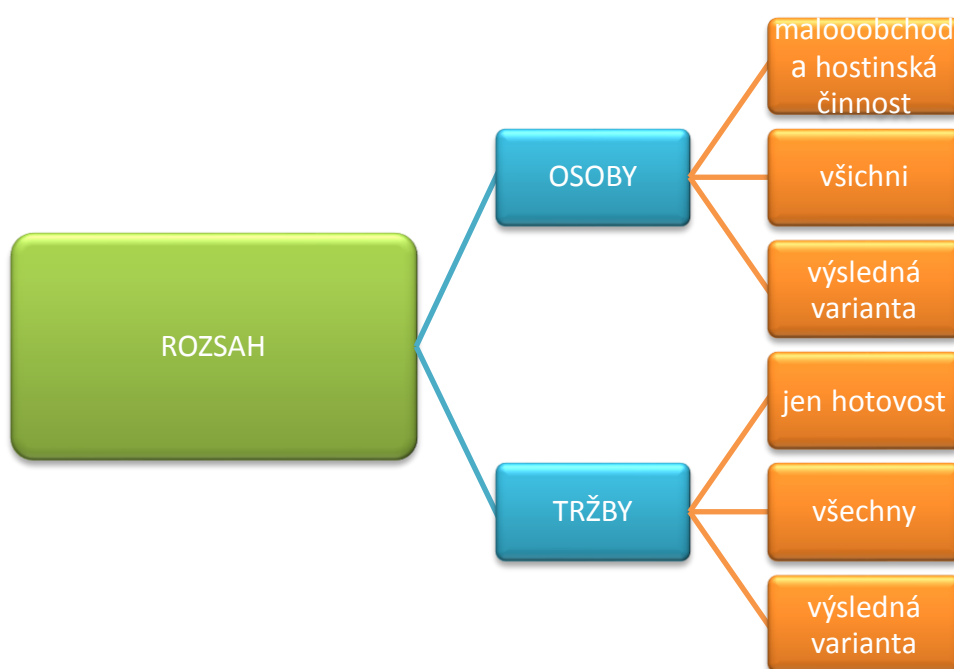 ROZSAH
OSOBY
malooobchod
a hostinská
činnost
všichni
výsledná
varianta
TRŽBY
jen hotovost
všechny
výsledná
varianta